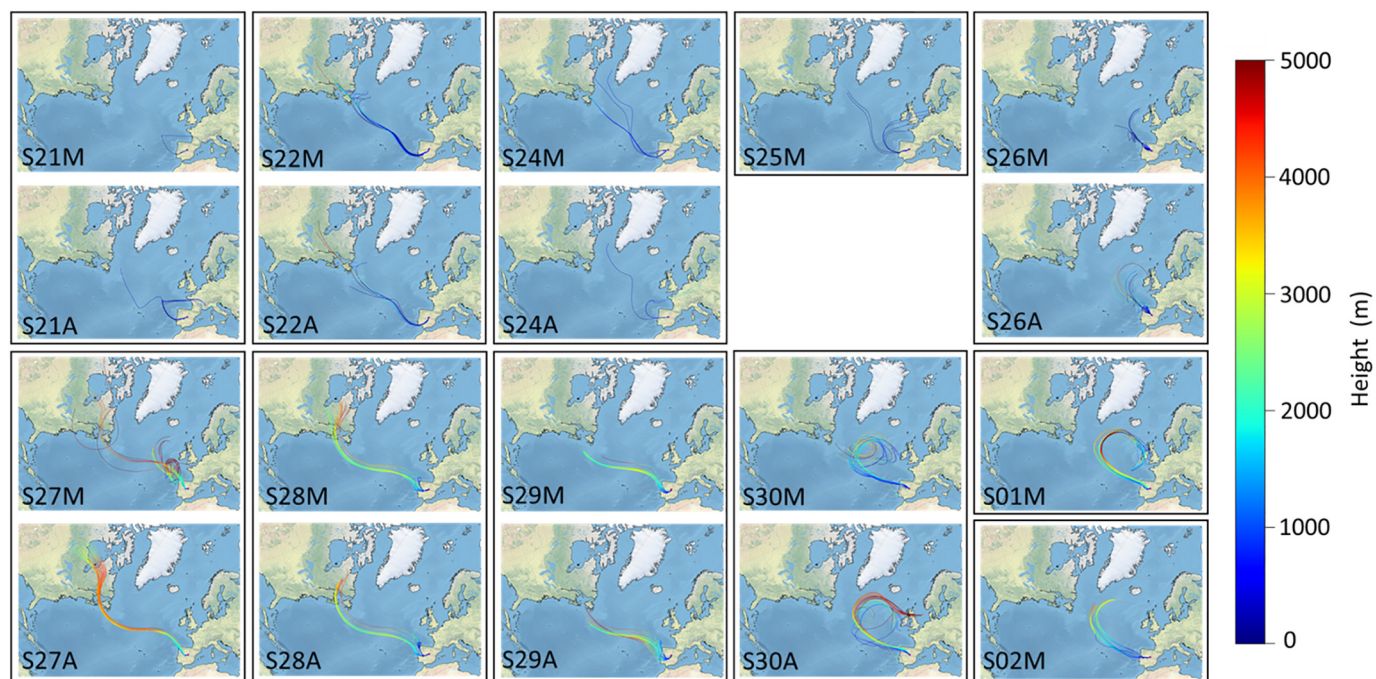 S21M
S22M
S24M
S25M
S26M
S21A
S22A
S24A
S26A
S27M
S28M
S29M
S30M
S01M
S27A
S28A
S29A
S30A
S02M
5000
4000
3000
2000
1000
0
Height (m)